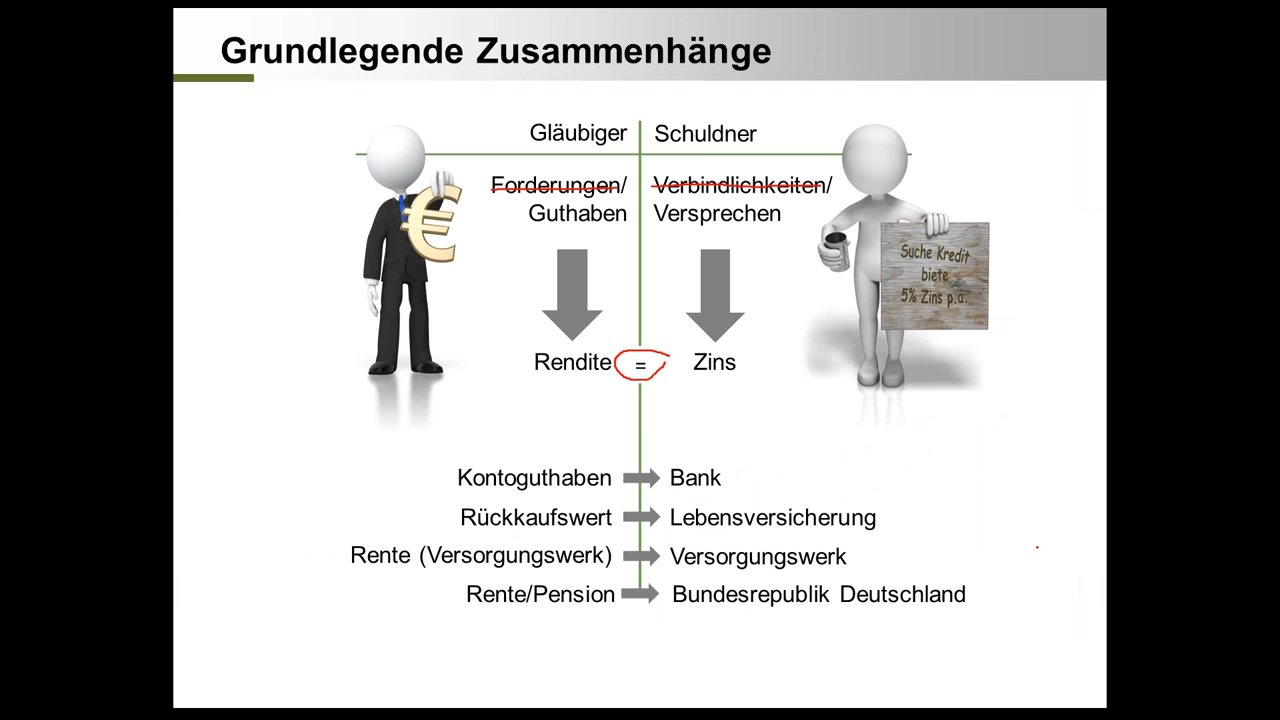 Grundlegende Zusammenhänge
Gläubiger Schuldner
Forderungen/ Verbindlichkeiten/
Guthaben Versprechen
€
Suche Kredit
biete
5% Zins p.a.
Rendite = Zins
Kontoguthaben Bank
Rückkaufswert Lebensversicherung
Rente (Versorgungswerk) Versorgungswerk
Rente/Pension Bundesrepublik Deutschland